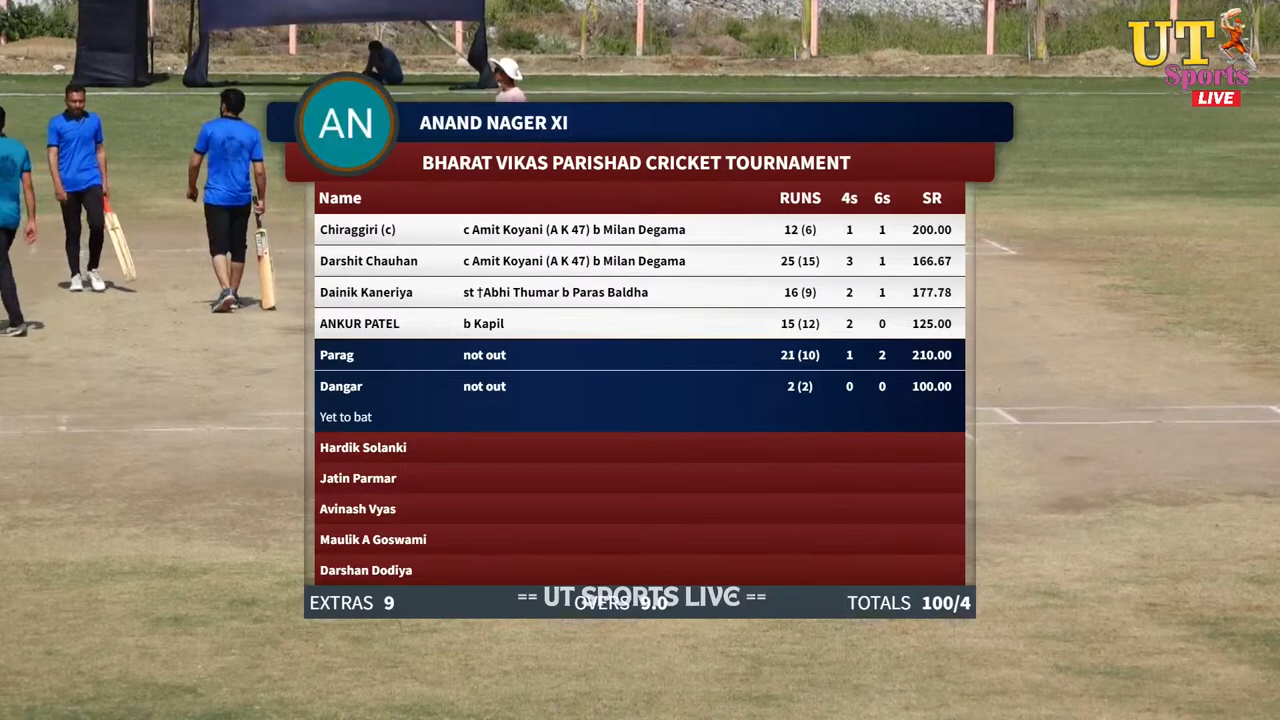 UT
Sports
LIVE
AN
ANAND NAGER XI
BHARAT VIKAS PARISHAD CRICKET TOURNAMENT
Name RUNS 4s 6s SR
Chiraggiri (c) c Amit Koyani (A K 47) b Milan Degama 12 (6) 1 1 200.00
Darshit Chauhan c Amit Koyani (A K 47) b Milan Degama 25 (15) 3 1 166.67
Dainik Kaneriya st †Abhi Thumar b Paras Baldha 16 (9) 2 1 177.78
ANKUR PATEL b Kapil 15 (12) 2 0 125.00
Parag not out 21 (10) 1 2 210.00
Dangar not out 2 (2) 0 0 100.00
Yet to bat
Hardik Solanki
Jatin Parmar
Avinash Vyas
Maulik A Goswami
Darshan Dodiya
== UT SPORTS LIVE ==
EXTRAS 9 OVERS 9.0 TOTALS 100/4